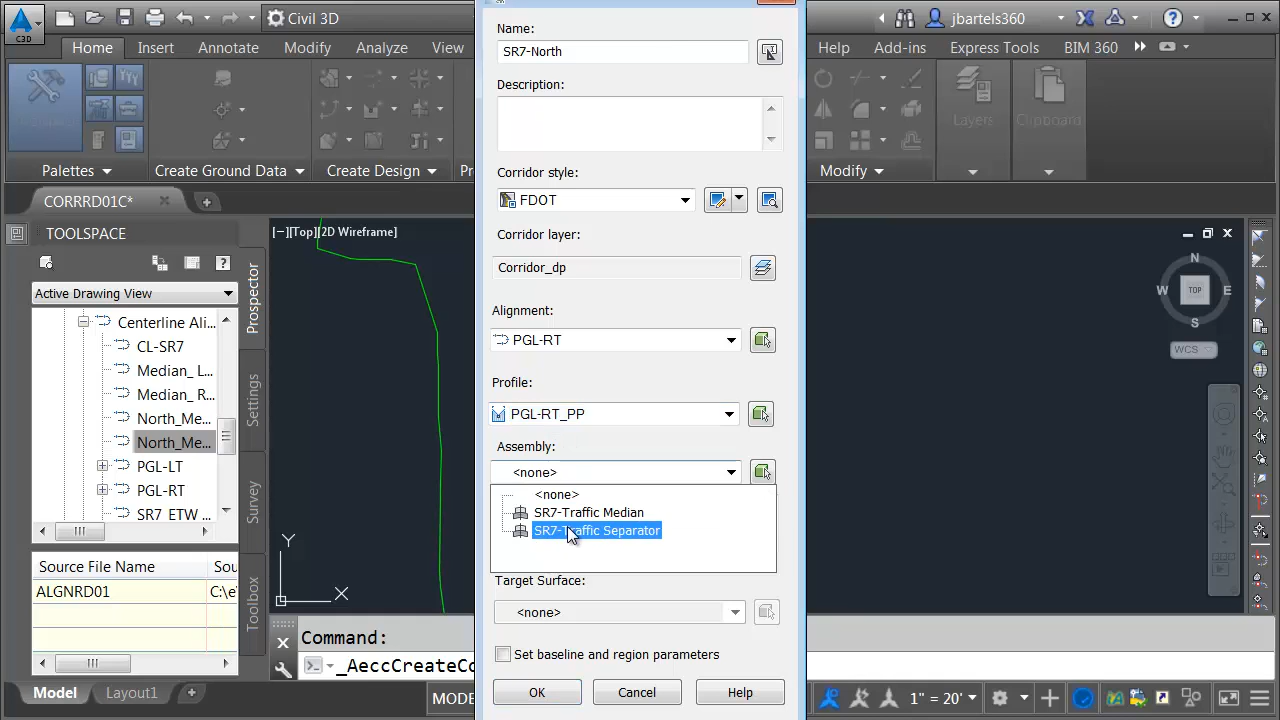 C3D
Civil 3D
jbartels360
Home Insert Annotate Modify Analyze View
Help Add-ins Express Tools BIM 360
Palettes
Create Ground Data
Create Design
Layers
Clipboard
Modify
CORRRD01C*
TOOLSPACE
Active Drawing View
Centerline Ali...
CL-SR7
Median_ L...
Median_ R...
North_Me...
North_Me...
PGL-LT
PGL-RT
SR7 ETW
Prospector
Settings
Survey
Toolbox
Source File Name
Sou
ALGNRD01
C:\e
Model
Layout1
[−][Top][2D Wireframe]
Y
X
Command:
_AeccCreateCo
MODE
Name:
SR7-North
Description:
Corridor style:
FDOT
Corridor layer:
Corridor_dp
Alignment:
PGL-RT
Profile:
PGL-RT_PP
Assembly:
<none>
<none>
SR7-Traffic Median
SR7-Traffic Separator
Target Surface:
<none>
Set baseline and region parameters
OK
Cancel
Help
N
W TOP E
S
WCS
1" = 20'